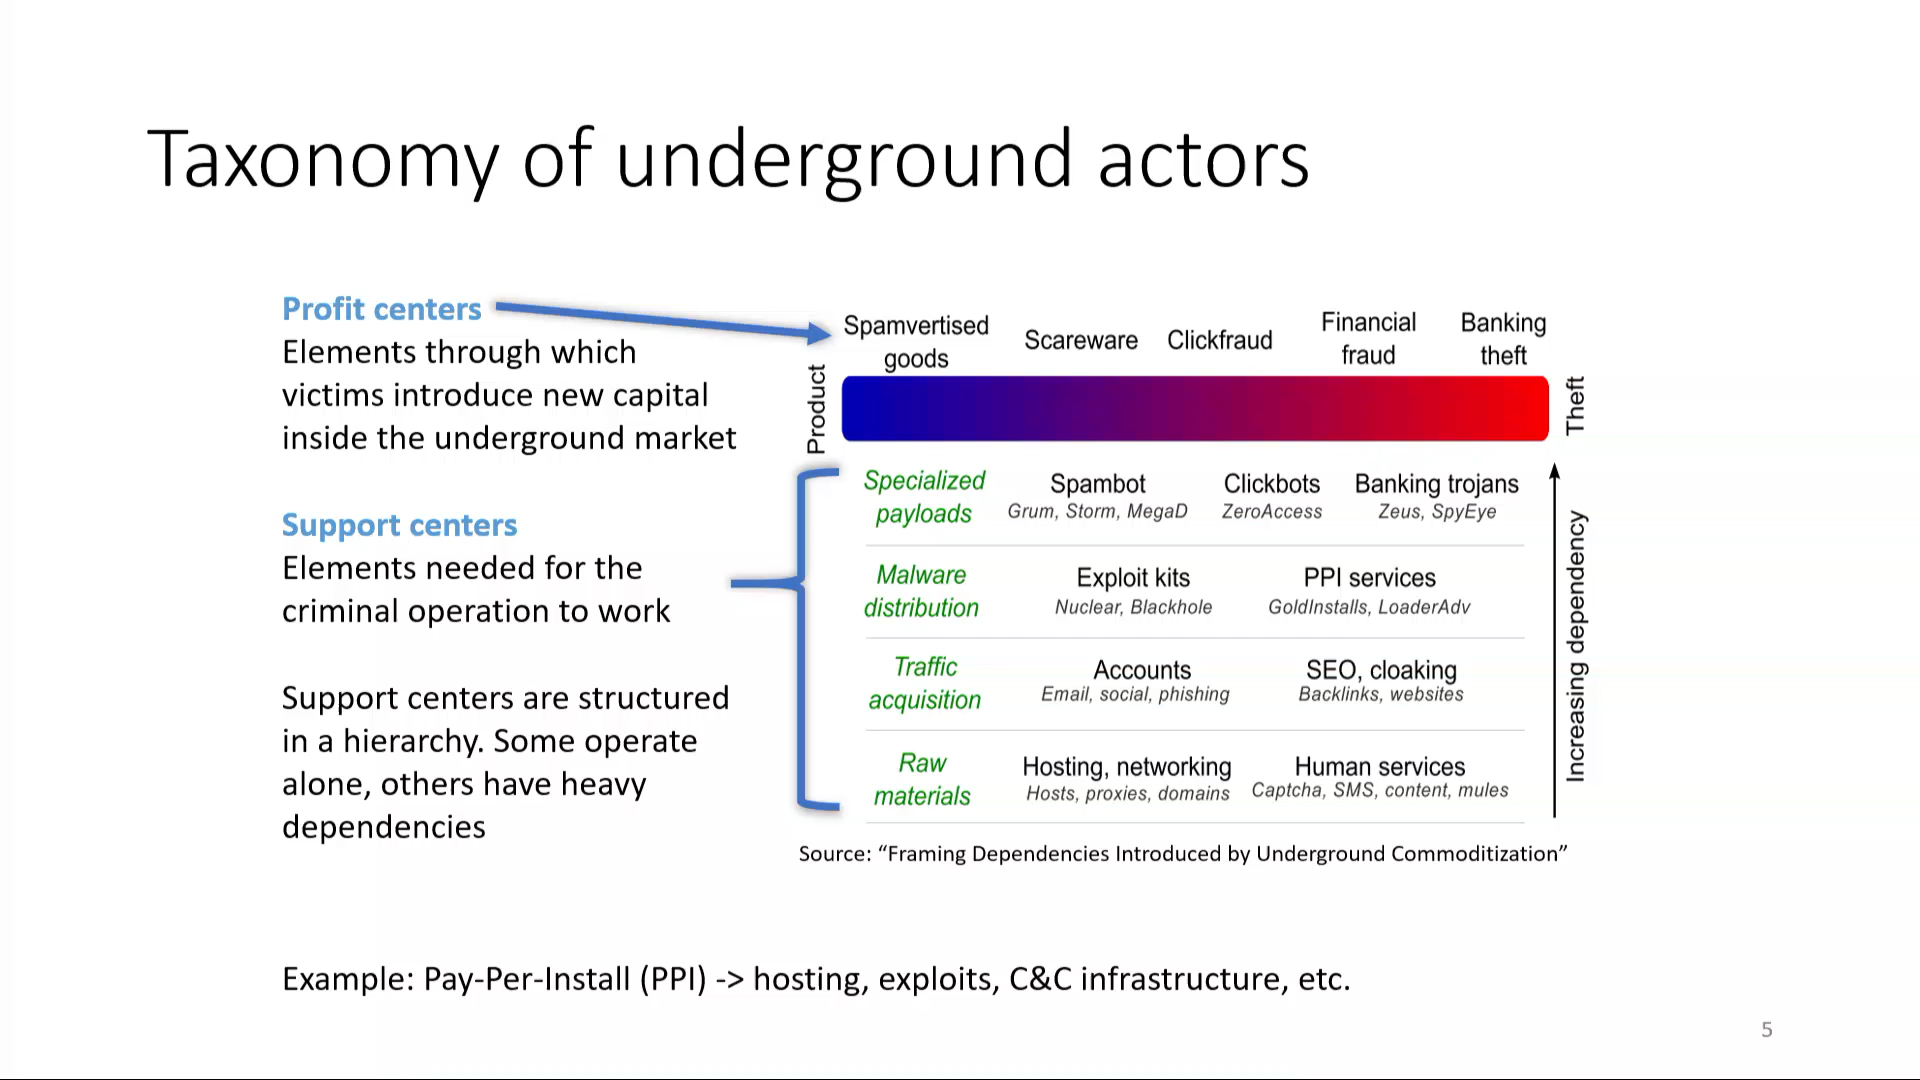 Taxonomy of underground actors
Profit centers
Elements through which
victims introduce new capital
inside the underground market
Support centers
Elements needed for the
criminal operation to work
Support centers are structured
in a hierarchy. Some operate
alone, others have heavy
dependencies
Spamvertised
goods
Scareware
Clickfraud
Financial
fraud
Banking
theft
Product
Theft
Specialized
payloads
Spambot
Grum, Storm, MegaD
Clickbots
ZeroAccess
Banking trojans
Zeus, SpyEye
Malware
distribution
Exploit kits
Nuclear, Blackhole
PPI services
GoldInstalls, LoaderAdv
Traffic
acquisition
Accounts
Email, social, phishing
SEO, cloaking
Backlinks, websites
Raw
materials
Hosting, networking
Hosts, proxies, domains
Human services
Captcha, SMS, content, mules
Increasing dependency
Source: “Framing Dependencies Introduced by Underground Commoditization”
Example: Pay-Per-Install (PPI) -> hosting, exploits, C&C infrastructure, etc.
5